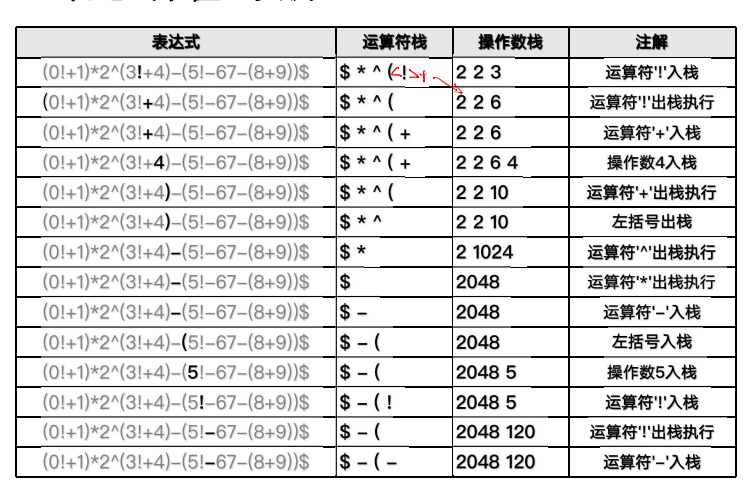 表达式 运算符栈 操作数栈 注解
(0!+1)*2^(3!+4)–(5!–67–(8+9))$ $ * ^ ( ! 2 2 3 运算符'!'入栈
(0!+1)*2^(3!+4)–(5!–67–(8+9))$ $ * ^ ( 2 2 6 运算符'!'出栈执行
(0!+1)*2^(3!+4)–(5!–67–(8+9))$ $ * ^ ( + 2 2 6 运算符'+'入栈
(0!+1)*2^(3!+4)–(5!–67–(8+9))$ $ * ^ ( + 2 2 6 4 操作数4入栈
(0!+1)*2^(3!+4)–(5!–67–(8+9))$ $ * ^ ( 2 2 10 运算符'+'出栈执行
(0!+1)*2^(3!+4)–(5!–67–(8+9))$ $ * ^ 2 2 10 左括号出栈
(0!+1)*2^(3!+4)–(5!–67–(8+9))$ $ * 2 1024 运算符'^'出栈执行
(0!+1)*2^(3!+4)–(5!–67–(8+9))$ $ 2048 运算符'*'出栈执行
(0!+1)*2^(3!+4)–(5!–67–(8+9))$ $ – 2048 运算符'–'入栈
(0!+1)*2^(3!+4)–(5!–67–(8+9))$ $ – ( 2048 左括号入栈
(0!+1)*2^(3!+4)–(5!–67–(8+9))$ $ – ( 2048 5 操作数5入栈
(0!+1)*2^(3!+4)–(5!–67–(8+9))$ $ – ( ! 2048 5 运算符'!'入栈
(0!+1)*2^(3!+4)–(5!–67–(8+9))$ $ – ( 2048 120 运算符'!'出栈执行
(0!+1)*2^(3!+4)–(5!–67–(8+9))$ $ – ( – 2048 120 运算符'–'入栈